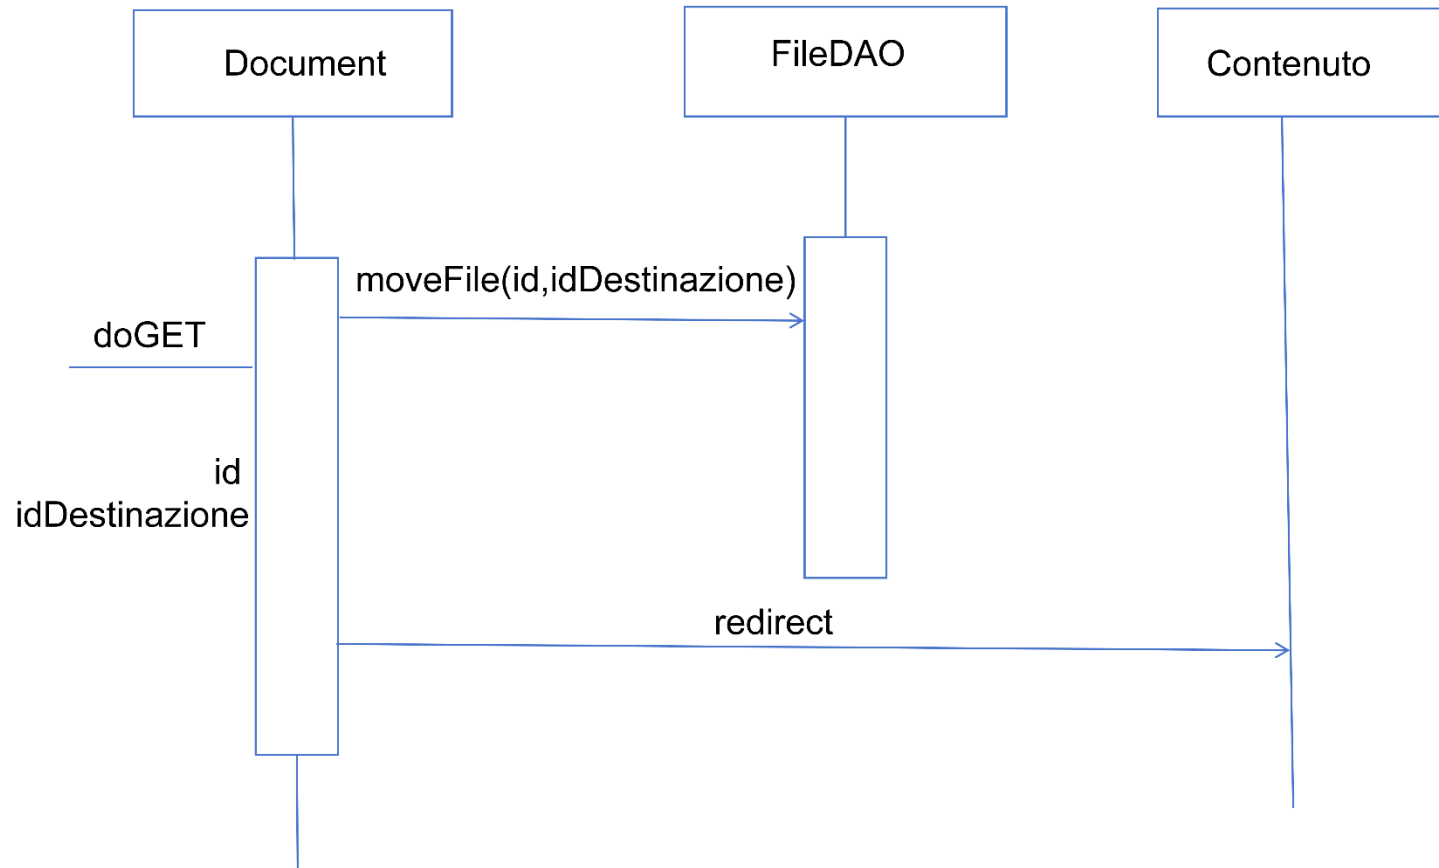 Document
FileDAO
Contenuto
moveFile(id,idDestinazione)
doGET
id
idDestinazione
redirect